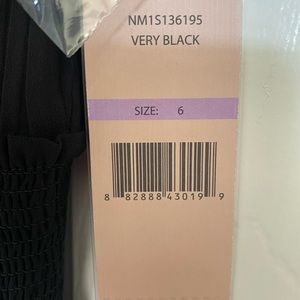 NM1S136195
VERY BLACK
SIZE: 6
8 82888 43019 9